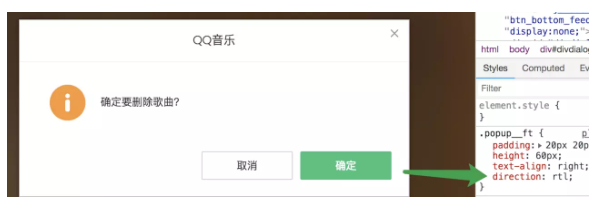 QQ音乐
×
确定要删除歌曲?
取消
确定
"btn_bottom_feed
"display:none;">
html body div#divdialog
Styles Computed Ev
Filter
element.style {
}
.popup__ft {
padding:▸ 20px 20p
height: 60px;
text-align: right;
direction: rtl;
}